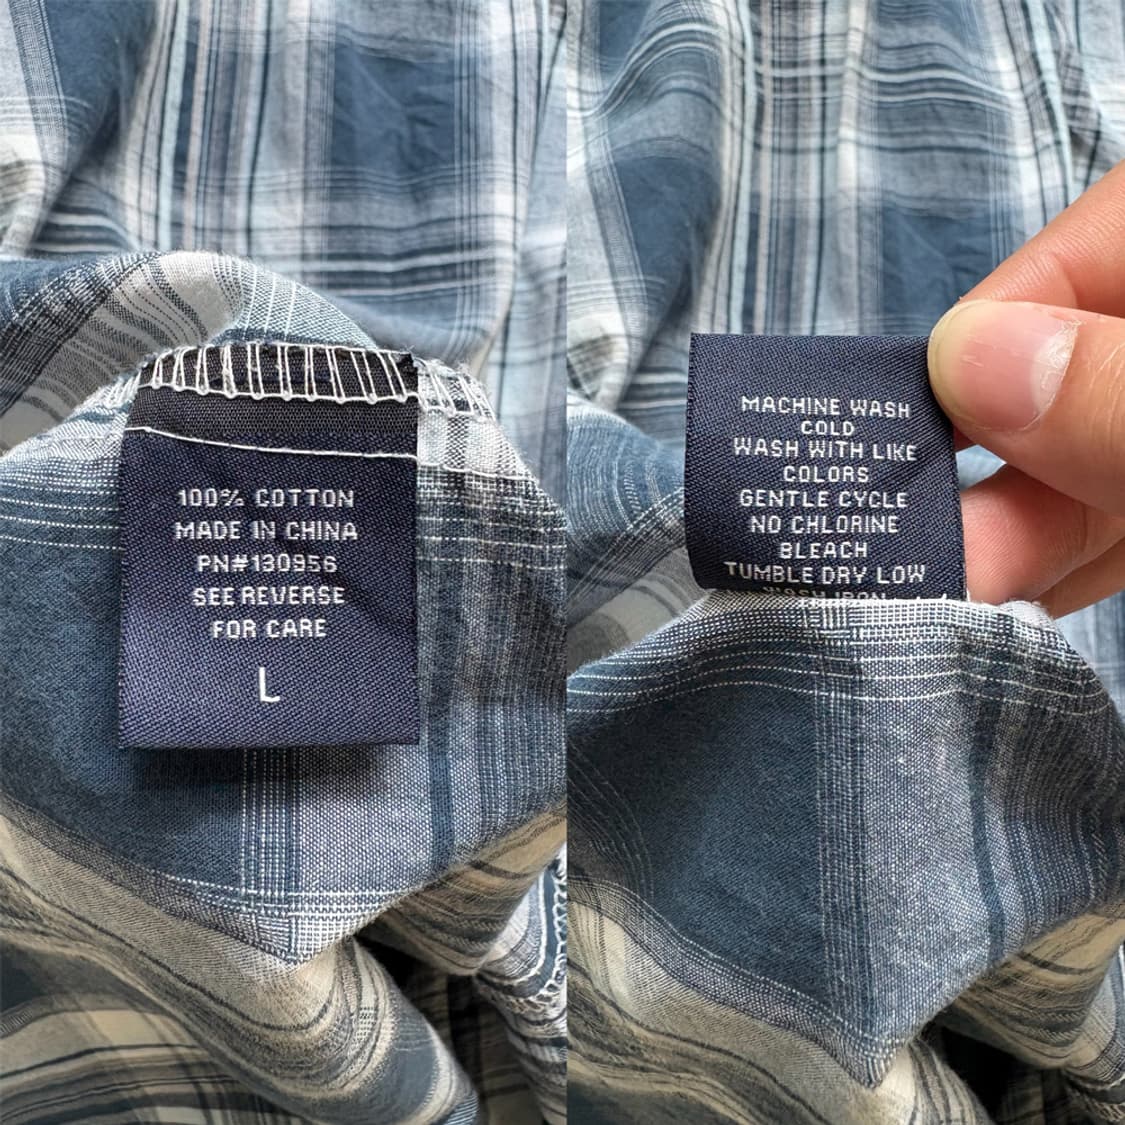 100% COTTON
MADE IN CHINA
PN#130956
SEE REVERSE
FOR CARE
L
MACHINE WASH
COLD
WASH WITH LIKE
COLORS
GENTLE CYCLE
NO CHLORINE
BLEACH
TUMBLE DRY LOW
IRON